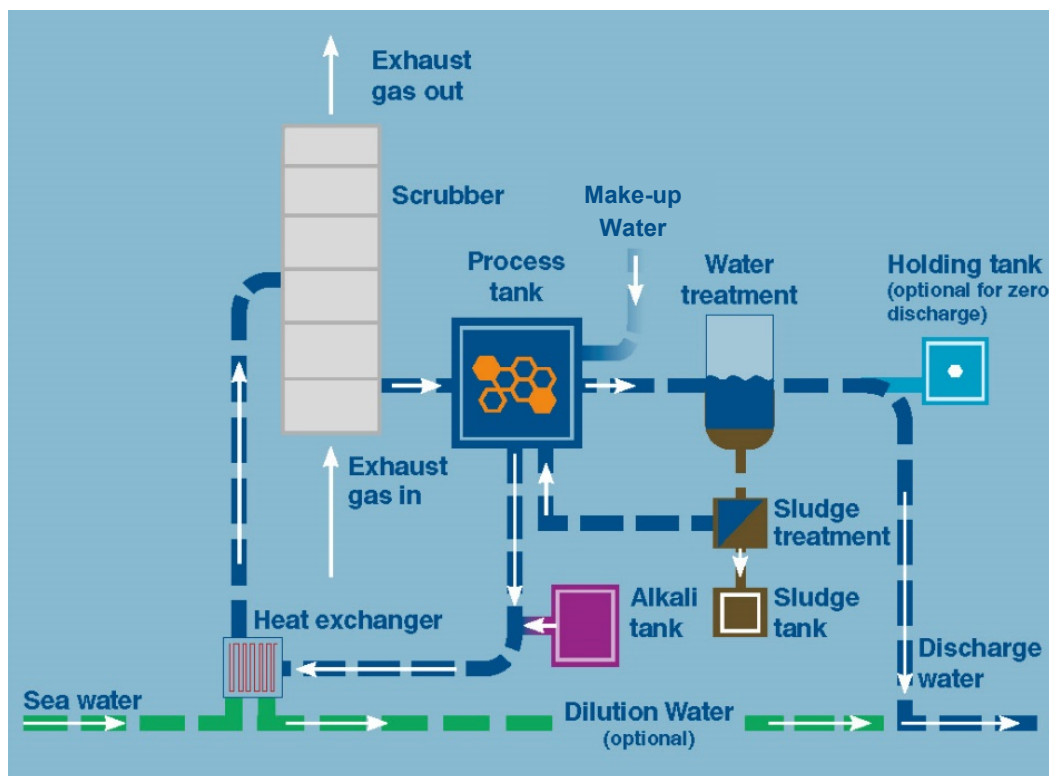 Exhaust
gas out
Scrubber
Make-up
Water
Process
tank
Water
treatment
Holding tank
(optional for zero
discharge)
Exhaust
gas in
Sludge
treatment
Alkali
tank
Sludge
tank
Heat exchanger
Discharge
water
Sea water
Dilution Water
(optional)